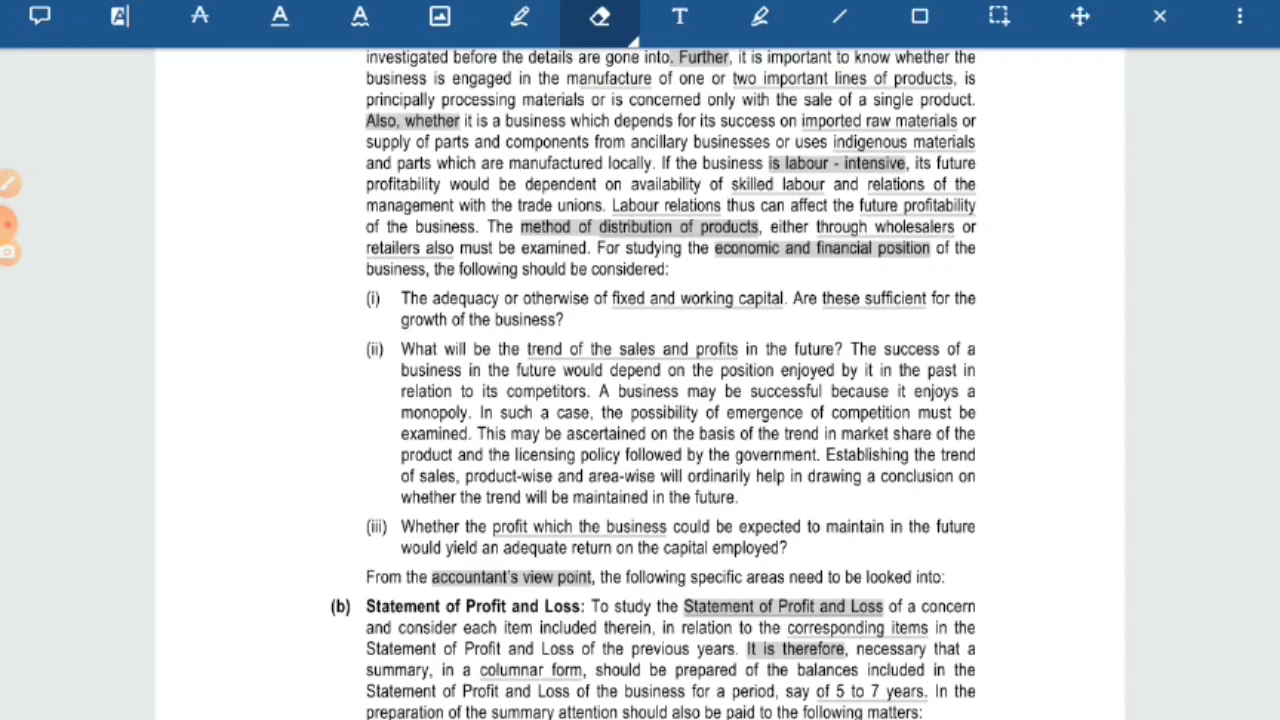 investigated before the details are gone into. Further, it is important to know whether the
business is engaged in the manufacture of one or two important lines of products, is
principally processing materials or is concerned only with the sale of a single product.
Also, whether it is a business which depends for its success on imported raw materials or
supply of parts and components from ancillary businesses or uses indigenous materials
and parts which are manufactured locally. If the business is labour - intensive, its future
profitability would be dependent on availability of skilled labour and relations of the
management with the trade unions. Labour relations thus can affect the future profitability
of the business. The method of distribution of products, either through wholesalers or
retailers also must be examined. For studying the economic and financial position of the
business, the following should be considered:
(i) The adequacy or otherwise of fixed and working capital. Are these sufficient for the
growth of the business?
(ii) What will be the trend of the sales and profits in the future? The success of a
business in the future would depend on the position enjoyed by it in the past in
relation to its competitors. A business may be successful because it enjoys a
monopoly. In such a case, the possibility of emergence of competition must be
examined. This may be ascertained on the basis of the trend in market share of the
product and the licensing policy followed by the government. Establishing the trend
of sales, product-wise and area-wise will ordinarily help in drawing a conclusion on
whether the trend will be maintained in the future.
(iii) Whether the profit which the business could be expected to maintain in the future
would yield an adequate return on the capital employed?
From the accountant's view point, the following specific areas need to be looked into:
(b) Statement of Profit and Loss: To study the Statement of Profit and Loss of a concern
and consider each item included therein, in relation to the corresponding items in the
Statement of Profit and Loss of the previous years. It is therefore, necessary that a
summary, in a columnar form, should be prepared of the balances included in the
Statement of Profit and Loss of the business for a period, say of 5 to 7 years. In the
preparation of the summary attention should also be paid to the following matters: